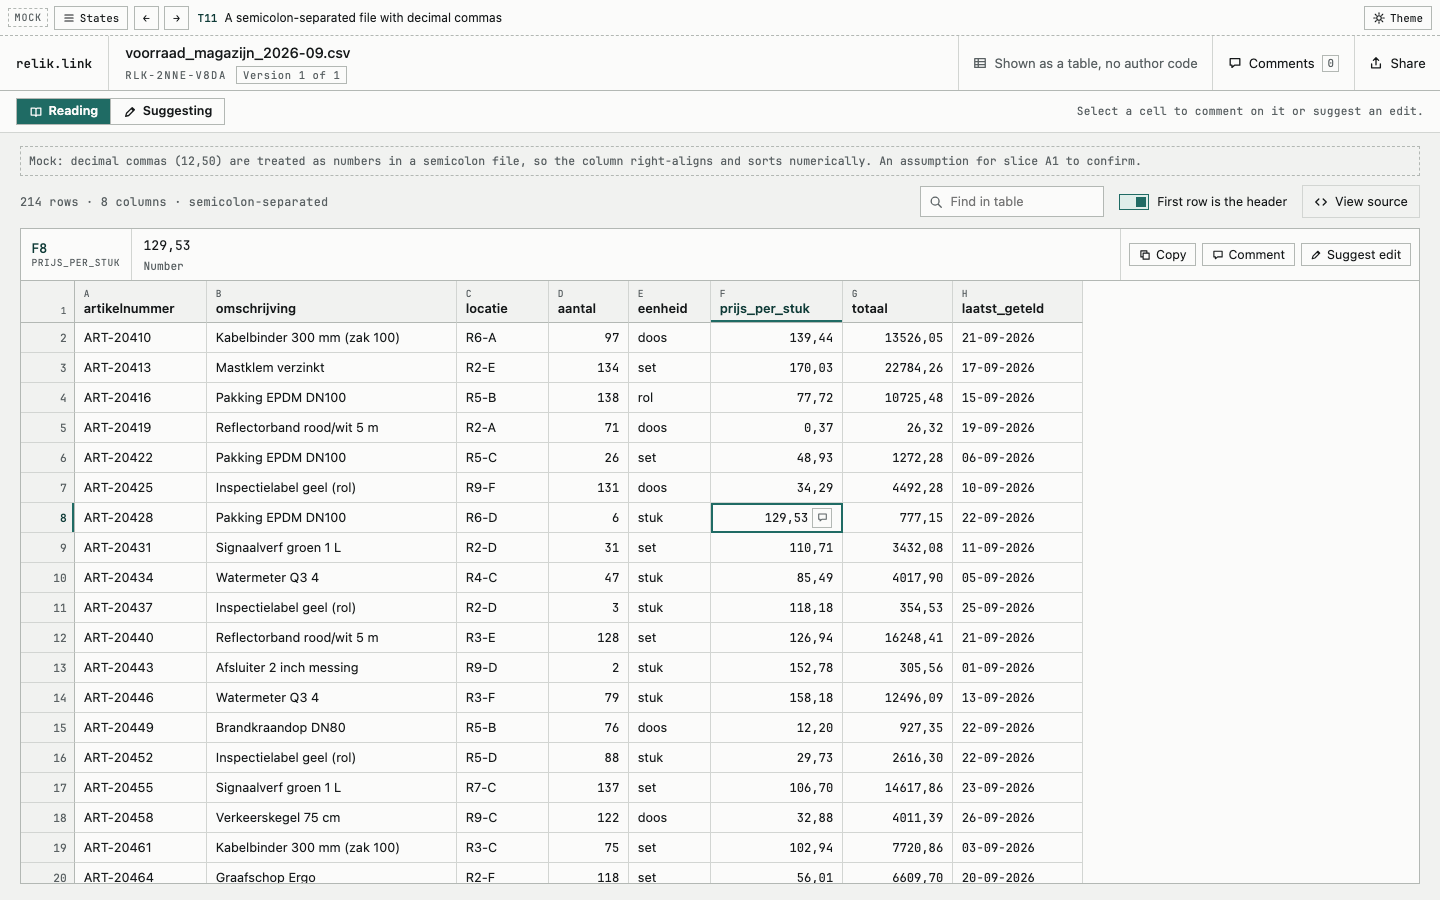 MOCK States ← → T11 A semicolon-separated file with decimal commas Theme
relik.link voorraad_magazijn_2026-09.csv
RLK-2NNE-V8DA Version 1 of 1 Shown as a table, no author code Comments 0 Share
Reading Suggesting Select a cell to comment on it or suggest an edit.
Mock: decimal commas (12,50) are treated as numbers in a semicolon file, so the column right-aligns and sorts numerically. An assumption for slice A1 to confirm.
214 rows · 8 columns · semicolon-separated Find in table First row is the header View source
F8 129,53
PRIJS_PER_STUK Number Copy Comment Suggest edit
A B C D E F G H
1 artikelnummer omschrijving locatie aantal eenheid prijs_per_stuk totaal laatst_geteld
2 ART-20410 Kabelbinder 300 mm (zak 100) R6-A 97 doos 139,44 13526,05 21-09-2026
3 ART-20413 Mastklem verzinkt R2-E 134 set 170,03 22784,26 17-09-2026
4 ART-20416 Pakking EPDM DN100 R5-B 138 rol 77,72 10725,48 15-09-2026
5 ART-20419 Reflectorband rood/wit 5 m R2-A 71 doos 0,37 26,32 19-09-2026
6 ART-20422 Pakking EPDM DN100 R5-C 26 set 48,93 1272,28 06-09-2026
7 ART-20425 Inspectielabel geel (rol) R9-F 131 doos 34,29 4492,28 10-09-2026
8 ART-20428 Pakking EPDM DN100 R6-D 6 stuk 129,53 777,15 22-09-2026
9 ART-20431 Signaalverf groen 1 L R2-D 31 set 110,71 3432,08 11-09-2026
10 ART-20434 Watermeter Q3 4 R4-C 47 stuk 85,49 4017,90 05-09-2026
11 ART-20437 Inspectielabel geel (rol) R2-D 3 stuk 118,18 354,53 25-09-2026
12 ART-20440 Reflectorband rood/wit 5 m R3-E 128 set 126,94 16248,41 21-09-2026
13 ART-20443 Afsluiter 2 inch messing R9-D 2 stuk 152,78 305,56 01-09-2026
14 ART-20446 Watermeter Q3 4 R3-F 79 stuk 158,18 12496,09 13-09-2026
15 ART-20449 Brandkraandop DN80 R5-B 76 doos 12,20 927,35 22-09-2026
16 ART-20452 Inspectielabel geel (rol) R5-D 88 stuk 29,73 2616,30 22-09-2026
17 ART-20455 Signaalverf groen 1 L R7-C 137 set 106,70 14617,86 23-09-2026
18 ART-20458 Verkeerskegel 75 cm R9-C 122 doos 32,88 4011,39 26-09-2026
19 ART-20461 Kabelbinder 300 mm (zak 100) R3-C 75 set 102,94 7720,86 03-09-2026
20 ART-20464 Graafschop Ergo R2-F 118 set 56,01 6609,70 20-09-2026